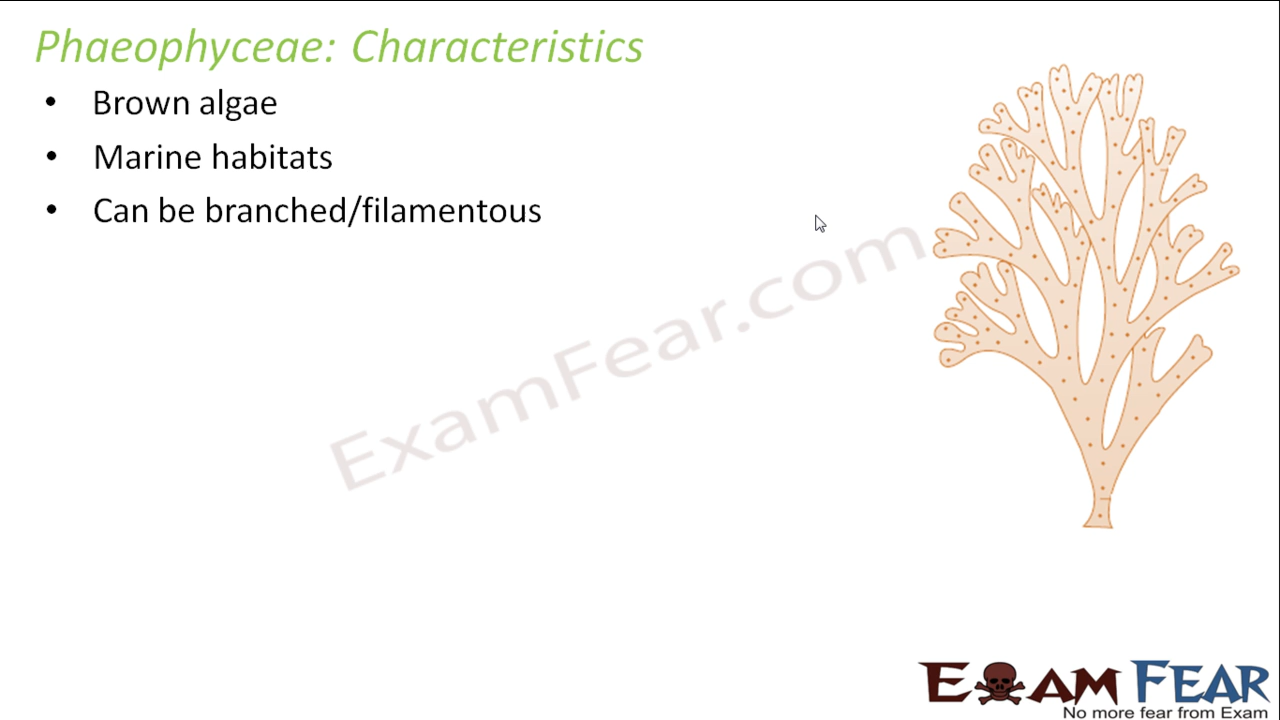 Phaeophyceae: Characteristics
• Brown algae
• Marine habitats
• Can be branched/filamentous
ExamFear.com
EXAM FEAR
No more fear from Exam